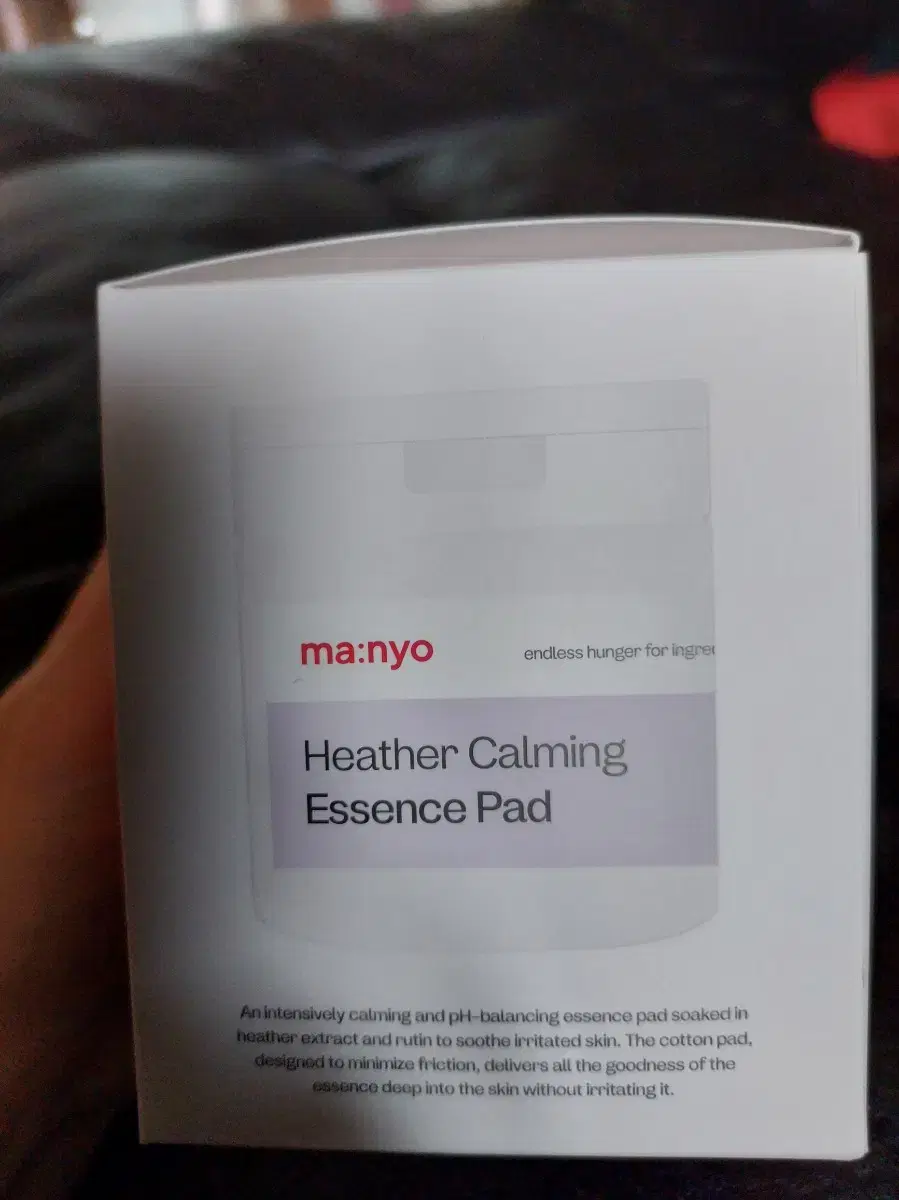 ma:nyo
endless hunger for ingre
Heather Calming
Essence Pad
An intensively calming and pH-balancing essence pad soaked in
heather extract and rutin to soothe irritated skin. The cotton pad,
designed to minimize friction, delivers all the goodness of the
essence deep into the skin without irritating it.